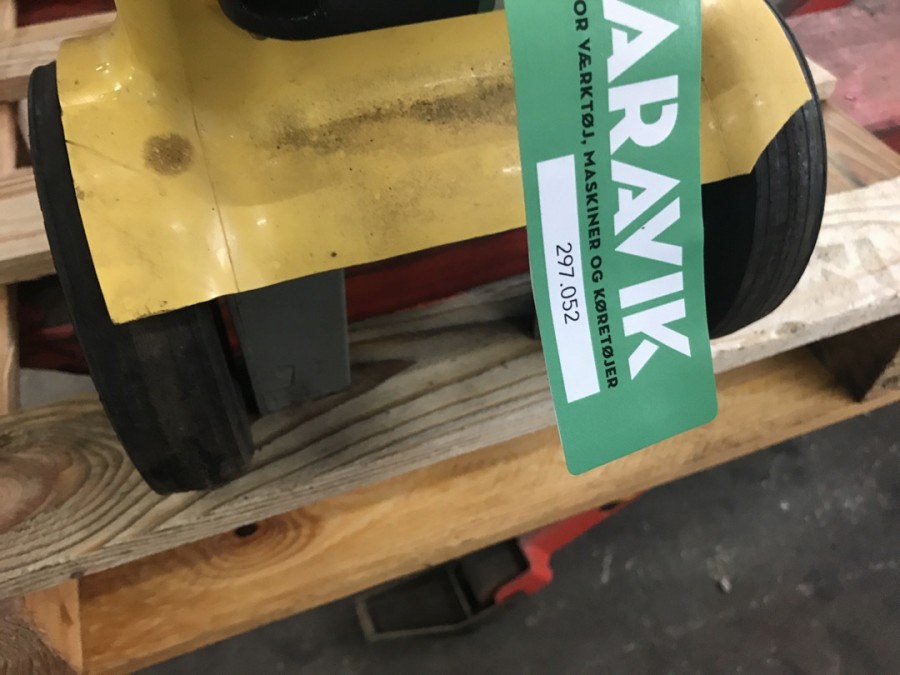 ARAVIK
OR VÆRKTØJ, MASKINER OG KØRETØJER
297.052